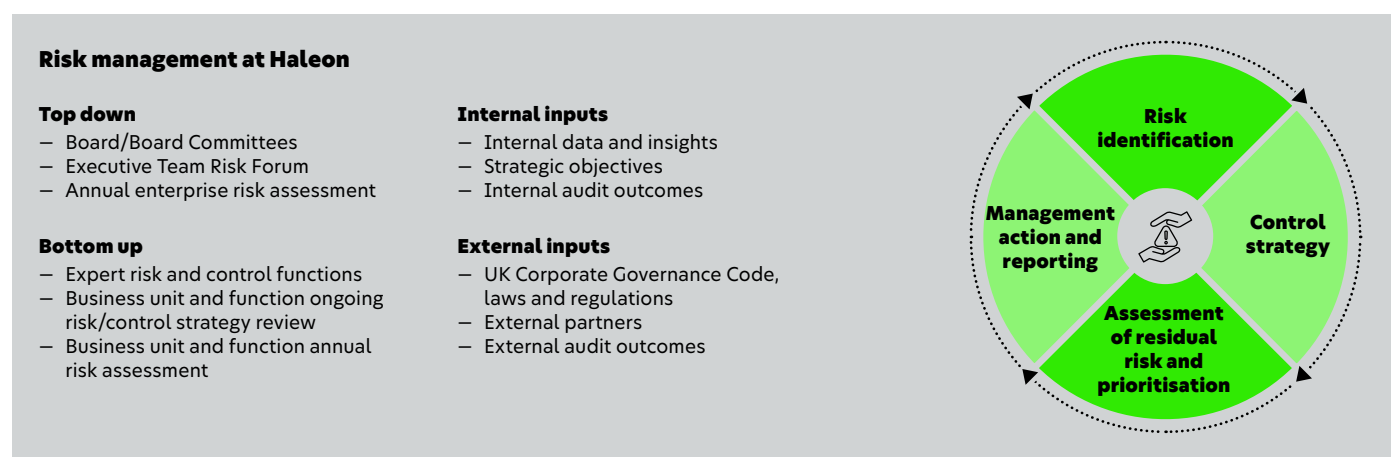 Risk management at Haleon
Top down
— Board/Board Committees
— Executive Team Risk Forum
— Annual enterprise risk assessment
Bottom up
— Expert risk and control functions
— Business unit and function ongoing
risk/control strategy review
— Business unit and function annual
risk assessment
Internal inputs
— Internal data and insights
— Strategic objectives
— Internal audit outcomes
External inputs
— UK Corporate Governance Code,
laws and regulations
— External partners
— External audit outcomes
Risk
identification
Control
strategy
Assessment
of residual
risk and
prioritisation
Management
action and
reporting